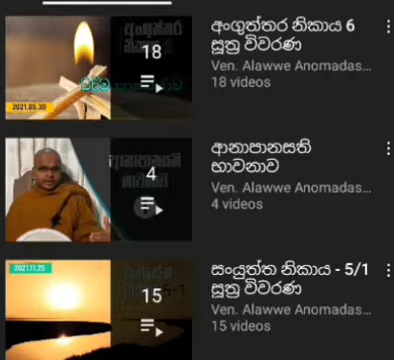 18
2021.05.30
අංගුත්තර නිකාය 6
සූත්‍ර විවරණ
Ven. Alawwe Anomadas...
18 videos
4
ආනාපානසති
භාවනාව
Ven. Alawwe Anomadas...
4 videos
2021.11.25
15
සංයුත්ත නිකාය - 5/1
සූත්‍ර විවරණ
Ven. Alawwe Anomadas...
15 videos